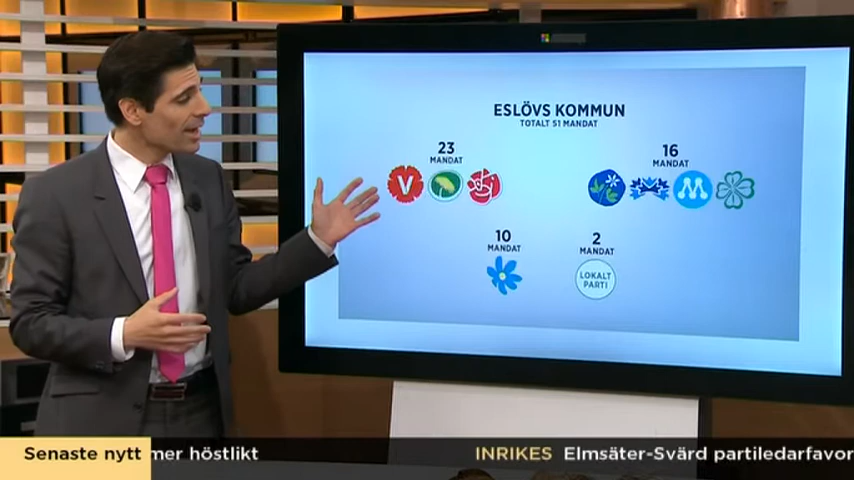 ESLÖVS KOMMUN
TOTALT 51 MANDAT
23
MANDAT
16
MANDAT
V
10
MANDAT
2
MANDAT
LOKALT
PARTI
Senaste nytt mer höstlikt INRIKES Elmsäter-Svärd partiledarfavor